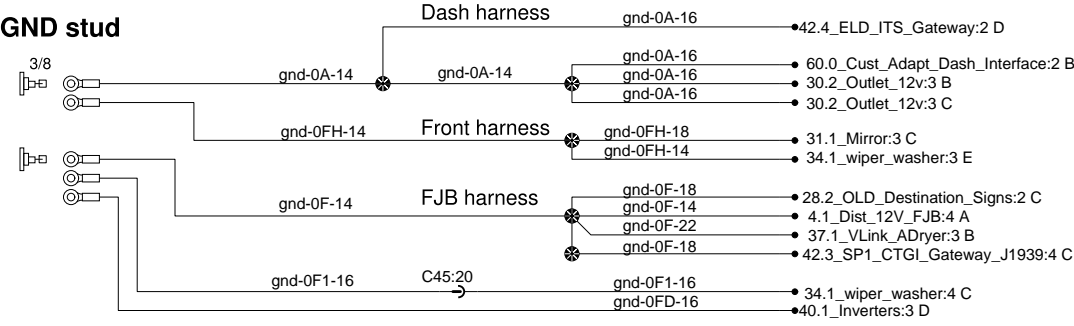 Dash harness
gnd-0A-16
42.4_ELD_ITS_Gateway:2 D
GND stud
3/8
gnd-0A-14
gnd-0A-14
gnd-0A-16
60.0_Cust_Adapt_Dash_Interface:2 B
gnd-0A-16
30.2_Outlet_12v:3 B
gnd-0A-16
30.2_Outlet_12v:3 C
gnd-0FH-14
Front harness
gnd-0FH-18
31.1_Mirror:3 C
gnd-0FH-14
34.1_wiper_washer:3 E
gnd-0F-14
FJB harness
gnd-0F-18
28.2_OLD_Destination_Signs:2 C
gnd-0F-14
4.1_Dist_12V_FJB:4 A
gnd-0F-22
37.1_VLink_ADryer:3 B
gnd-0F-18
42.3_SP1_CTGI_Gateway_J1939:4 C
gnd-0F1-16
C45:20
gnd-0F1-16
34.1_wiper_washer:4 C
gnd-0FD-16
40.1_Inverters:3 D